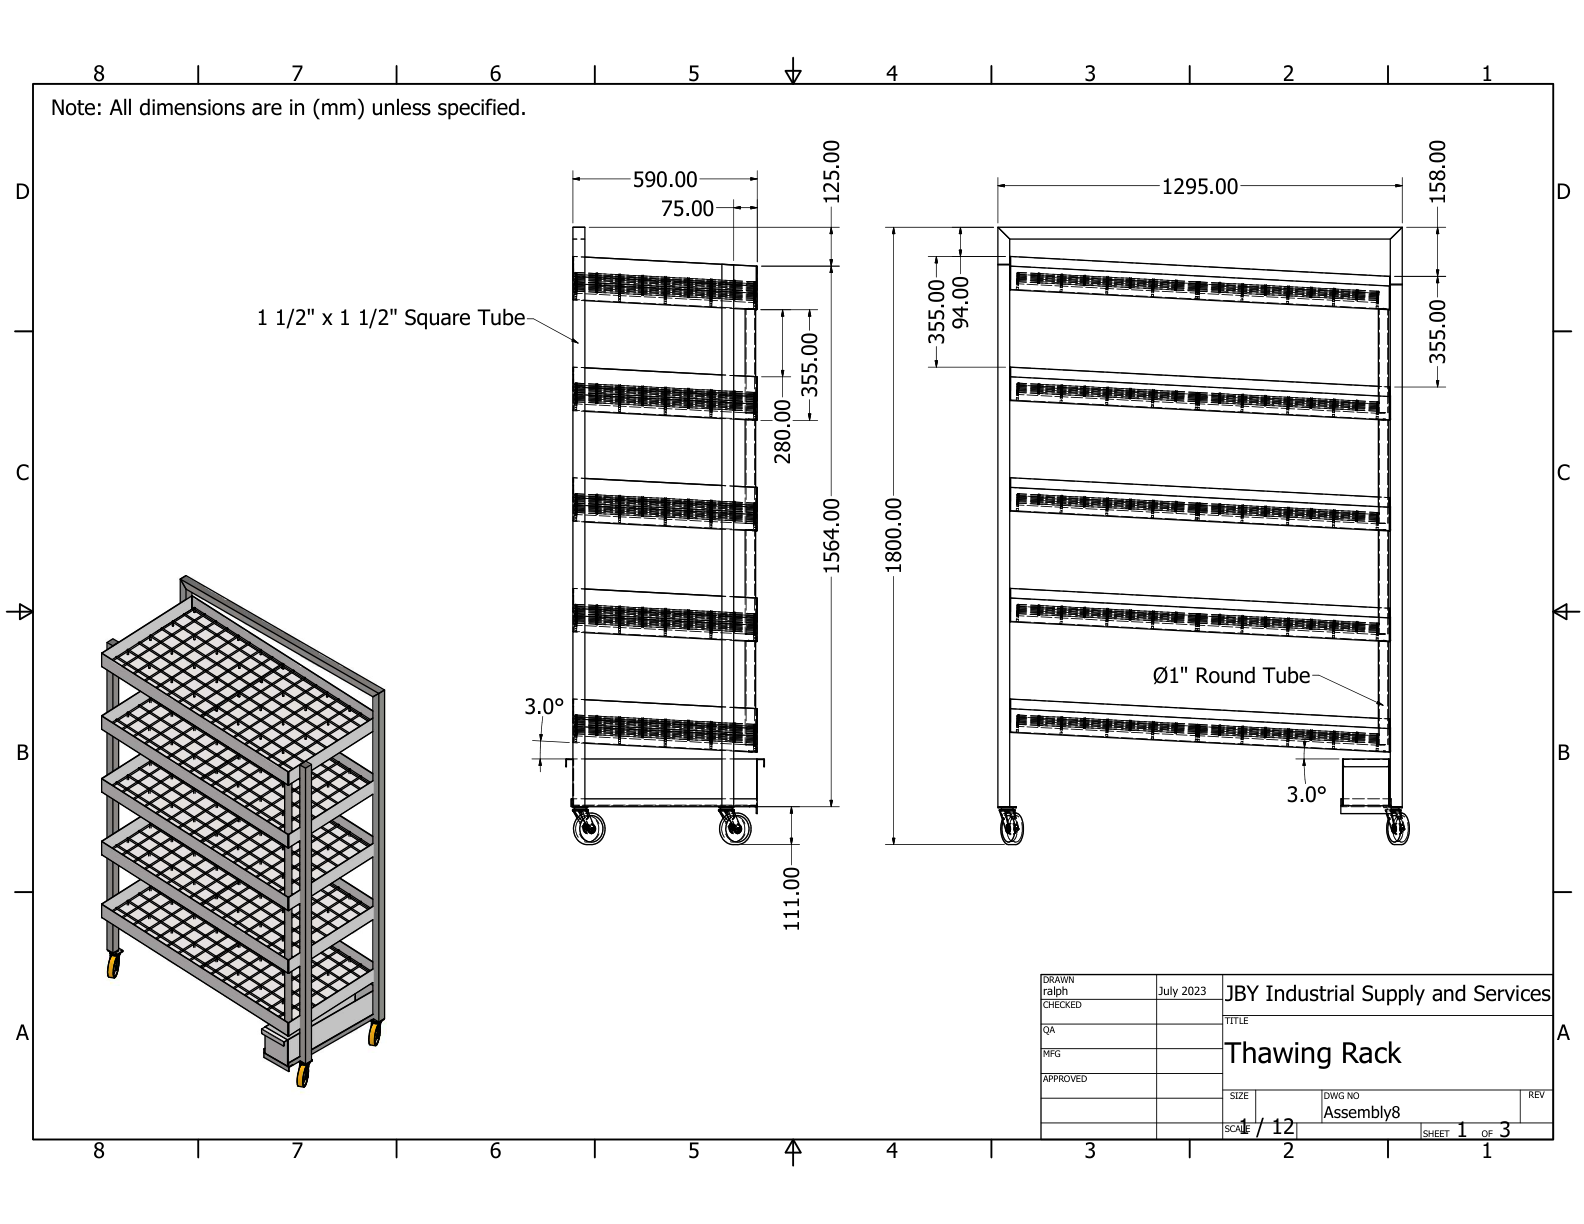 8 7 6 5 4 3 2 1
Note: All dimensions are in (mm) unless specified.
D
D
590.00
75.00
125.00
1295.00
158.00
1 1/2" x 1 1/2" Square Tube
355.00
280.00
1564.00
1800.00
355.00
94.00
355.00
C
C
3.0°
Ø1" Round Tube
3.0°
B
B
111.00
A
A
DRAWN
ralph
July 2023
CHECKED
QA
MFG
APPROVED
JBY Industrial Supply and Services
TITLE
Thawing Rack
SIZE
DWG NO
Assembly8
REV
SCALE
1 / 12
SHEET 1 OF 3
8 7 6 5 4 3 2 1